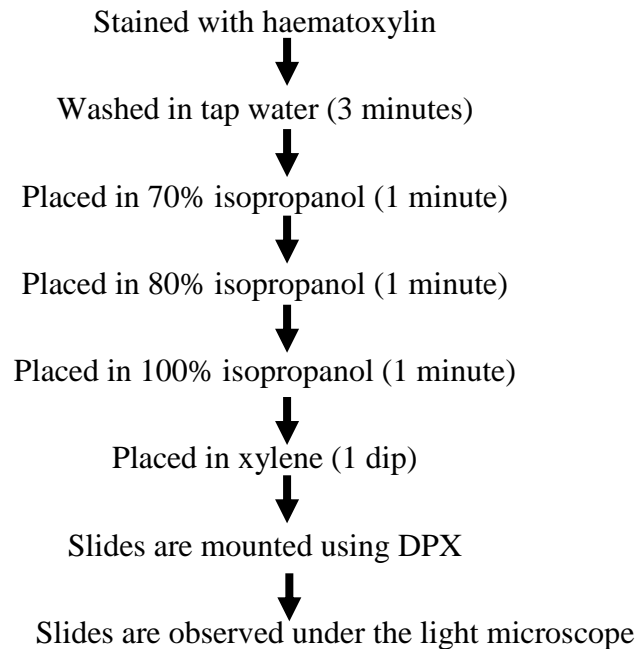 Stained with haematoxylin
Washed in tap water (3 minutes)
Placed in 70% isopropanol (1 minute)
Placed in 80% isopropanol (1 minute)
Placed in 100% isopropanol (1 minute)
Placed in xylene (1 dip)
Slides are mounted using DPX
Slides are observed under the light microscope